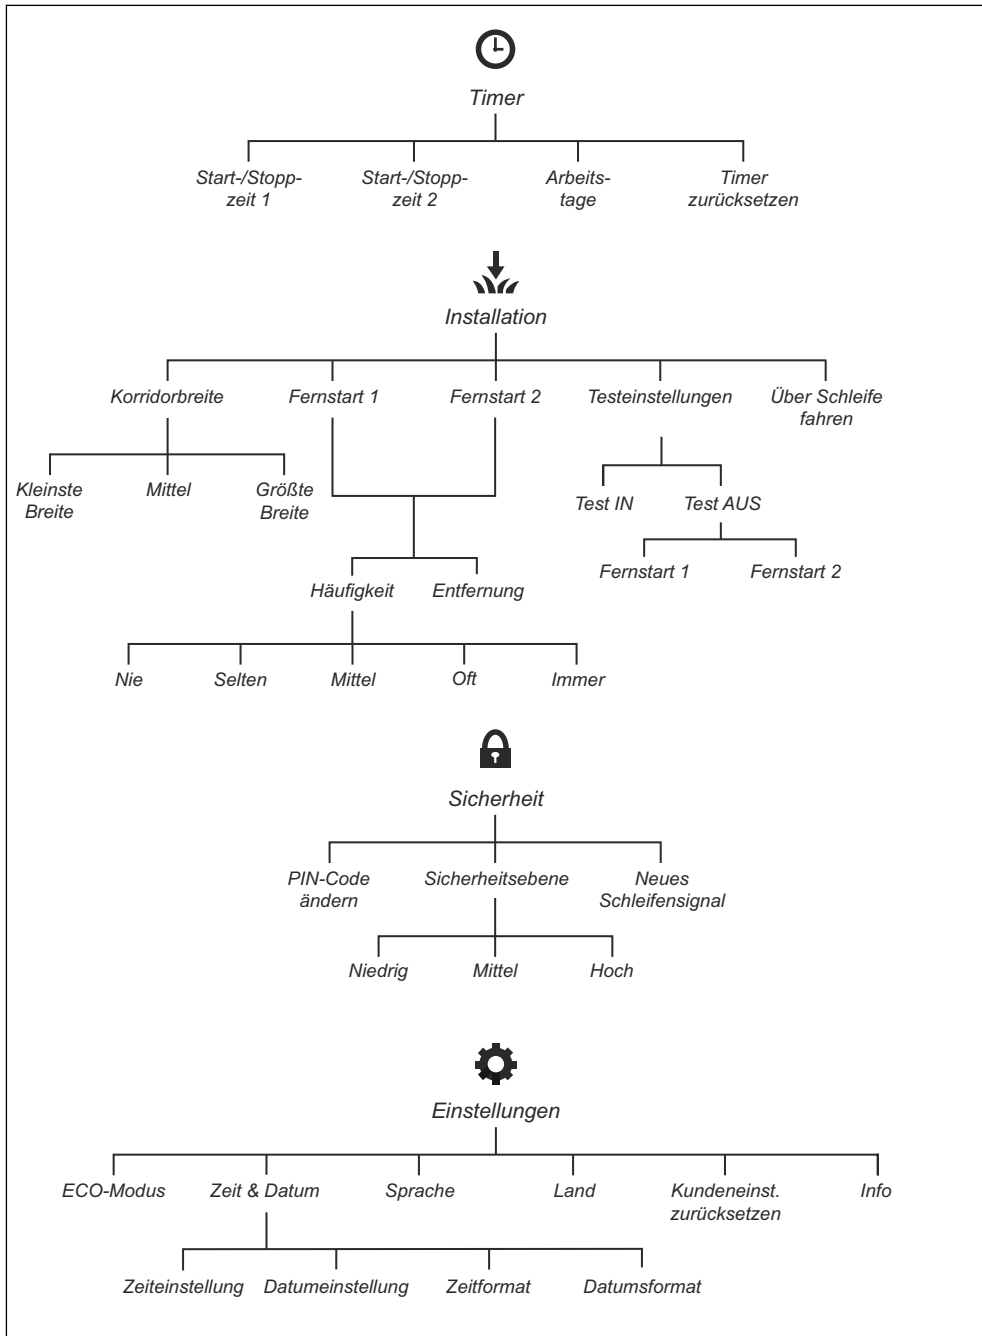 Timer
Start-/Stopp-
zeit 1
Start-/Stopp-
zeit 2
Arbeits-
tage
Timer
zurücksetzen
Installation
Korridorbreite
Fernstart 1
Fernstart 2
Testeinstellungen
Über Schleife
fahren
Kleinste
Breite
Mittel
Größte
Breite
Test IN
Test AUS
Fernstart 1
Fernstart 2
Häufigkeit
Entfernung
Nie
Selten
Mittel
Oft
Immer
Sicherheit
PIN-Code
ändern
Sicherheitsebene
Neues
Schleifensignal
Niedrig
Mittel
Hoch
Einstellungen
ECO-Modus
Zeit & Datum
Sprache
Land
Kundeneinst.
zurücksetzen
Info
Zeiteinstellung
Datumeinstellung
Zeitformat
Datumsformat